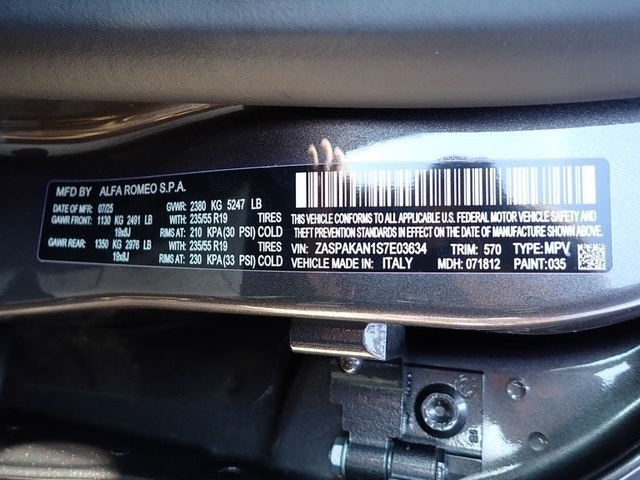 MFD BY ALFA ROMEO S.P.A.
DATE OF MFR: 07/25 GVWR: 2380 KG 5247 LB
GAWR FRONT: 1130 KG 2491 LB WITH: 235/55 R19 TIRES
19x8J RIMS AT: 210 KPA (30 PSI) COLD
GAWR REAR: 1350 KG 2976 LB WITH: 235/55 R19 TIRES
19x8J RIMS AT: 230 KPA (33 PSI) COLD
THIS VEHICLE CONFORMS TO ALL APPLICABLE U.S. FEDERAL MOTOR VEHICLE SAFETY AND
THEFT PREVENTION STANDARDS IN EFFECT ON THE DATE OF MANUFACTURE SHOWN ABOVE.
VIN: ZASPAKAN1S7E03634 TRIM: 570 TYPE: MPV
VEHICLE MADE IN: ITALY MDH: 071812 PAINT: 035